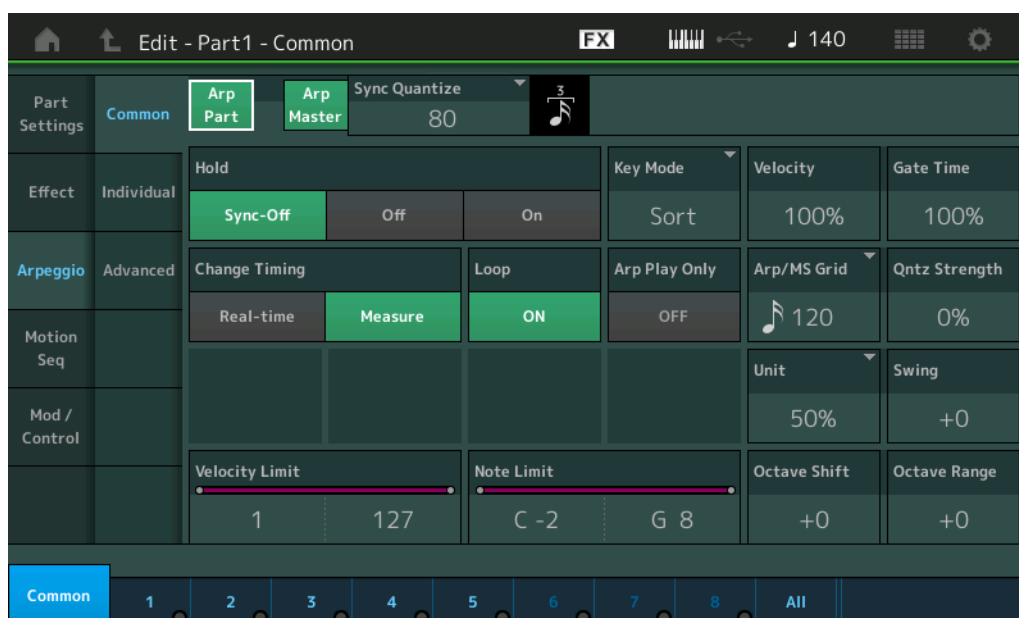 Edit - Part1 - Common
FX
140
Part
Settings
Common
Arp
Part
Arp
Master
Sync Quantize
80
3
Effect
Individual
Hold
Sync-Off
Off
On
Key Mode
Sort
Velocity
100%
Gate Time
100%
Arpeggio
Advanced
Change Timing
Real-time
Measure
Loop
ON
Arp Play Only
OFF
Arp/MS Grid
120
Qntz Strength
0%
Motion
Seq
Unit
50%
Swing
+0
Mod /
Control
Velocity Limit
1
127
Note Limit
C -2
G 8
Octave Shift
+0
Octave Range
+0
Common
1
2
3
4
5
6
7
8
All